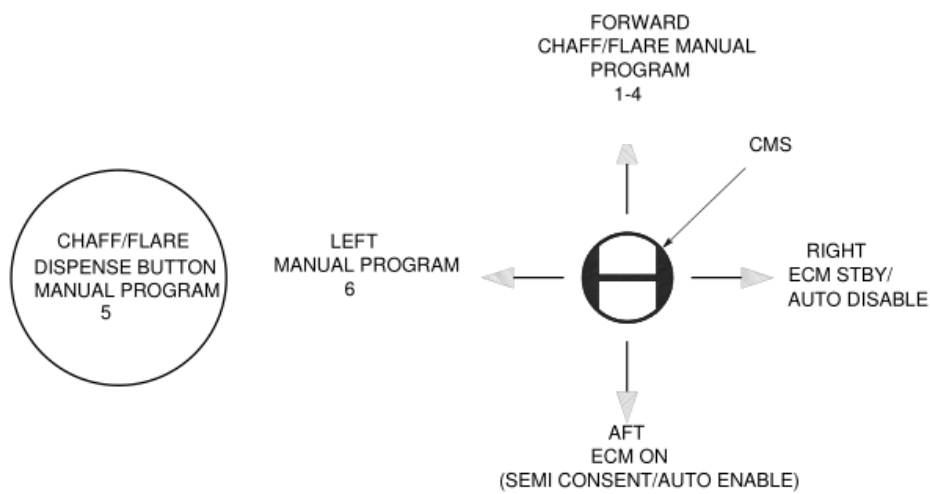 FORWARD
CHAFF/FLARE MANUAL
PROGRAM
1-4
CMS
CHAFF/FLARE
DISPENSE BUTTON
MANUAL PROGRAM
5
LEFT
MANUAL PROGRAM
6
RIGHT
ECM STBY/
AUTO DISABLE
AFT
ECM ON
(SEMI CONSENT/AUTO ENABLE)